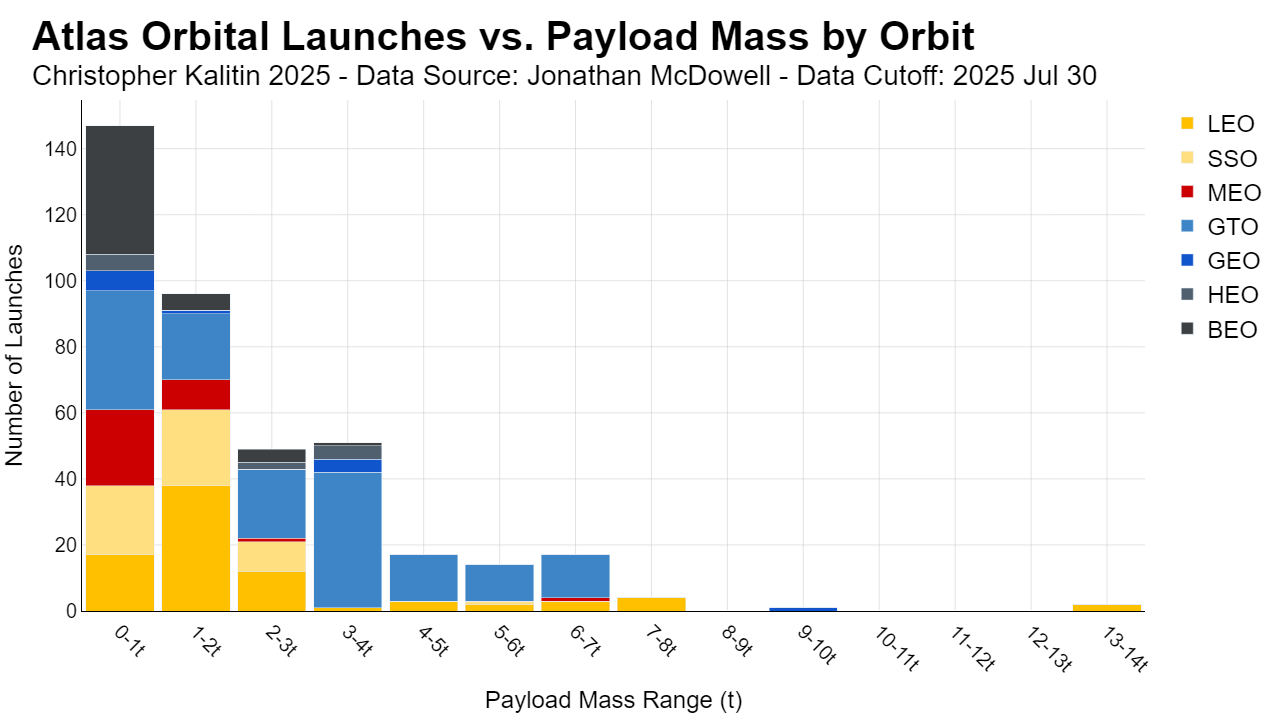 Atlas Orbital Launches vs. Payload Mass by Orbit
Christopher Kalitin 2025 - Data Source: Jonathan McDowell - Data Cutoff: 2025 Jul 30
LEO
SSO
MEO
GTO
GEO
HEO
BEO
Number of Launches
140
120
100
80
60
40
20
0
0-1t
1-2t
2-3t
3-4t
4-5t
5-6t
6-7t
7-8t
8-9t
9-10t
10-11t
11-12t
12-13t
13-14t
Payload Mass Range (t)